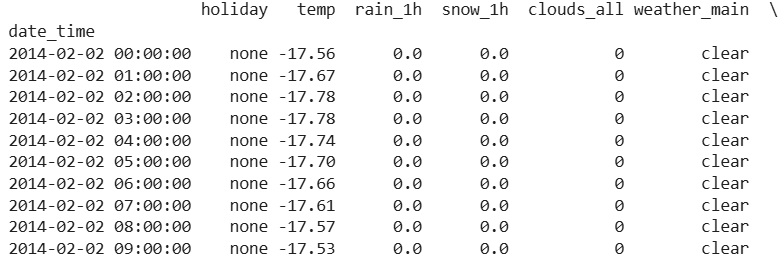 holiday temp rain_1h snow_1h clouds_all weather_main \
date_time
2014-02-02 00:00:00 none -17.56 0.0 0.0 0 clear
2014-02-02 01:00:00 none -17.67 0.0 0.0 0 clear
2014-02-02 02:00:00 none -17.78 0.0 0.0 0 clear
2014-02-02 03:00:00 none -17.78 0.0 0.0 0 clear
2014-02-02 04:00:00 none -17.74 0.0 0.0 0 clear
2014-02-02 05:00:00 none -17.70 0.0 0.0 0 clear
2014-02-02 06:00:00 none -17.66 0.0 0.0 0 clear
2014-02-02 07:00:00 none -17.61 0.0 0.0 0 clear
2014-02-02 08:00:00 none -17.57 0.0 0.0 0 clear
2014-02-02 09:00:00 none -17.53 0.0 0.0 0 clear